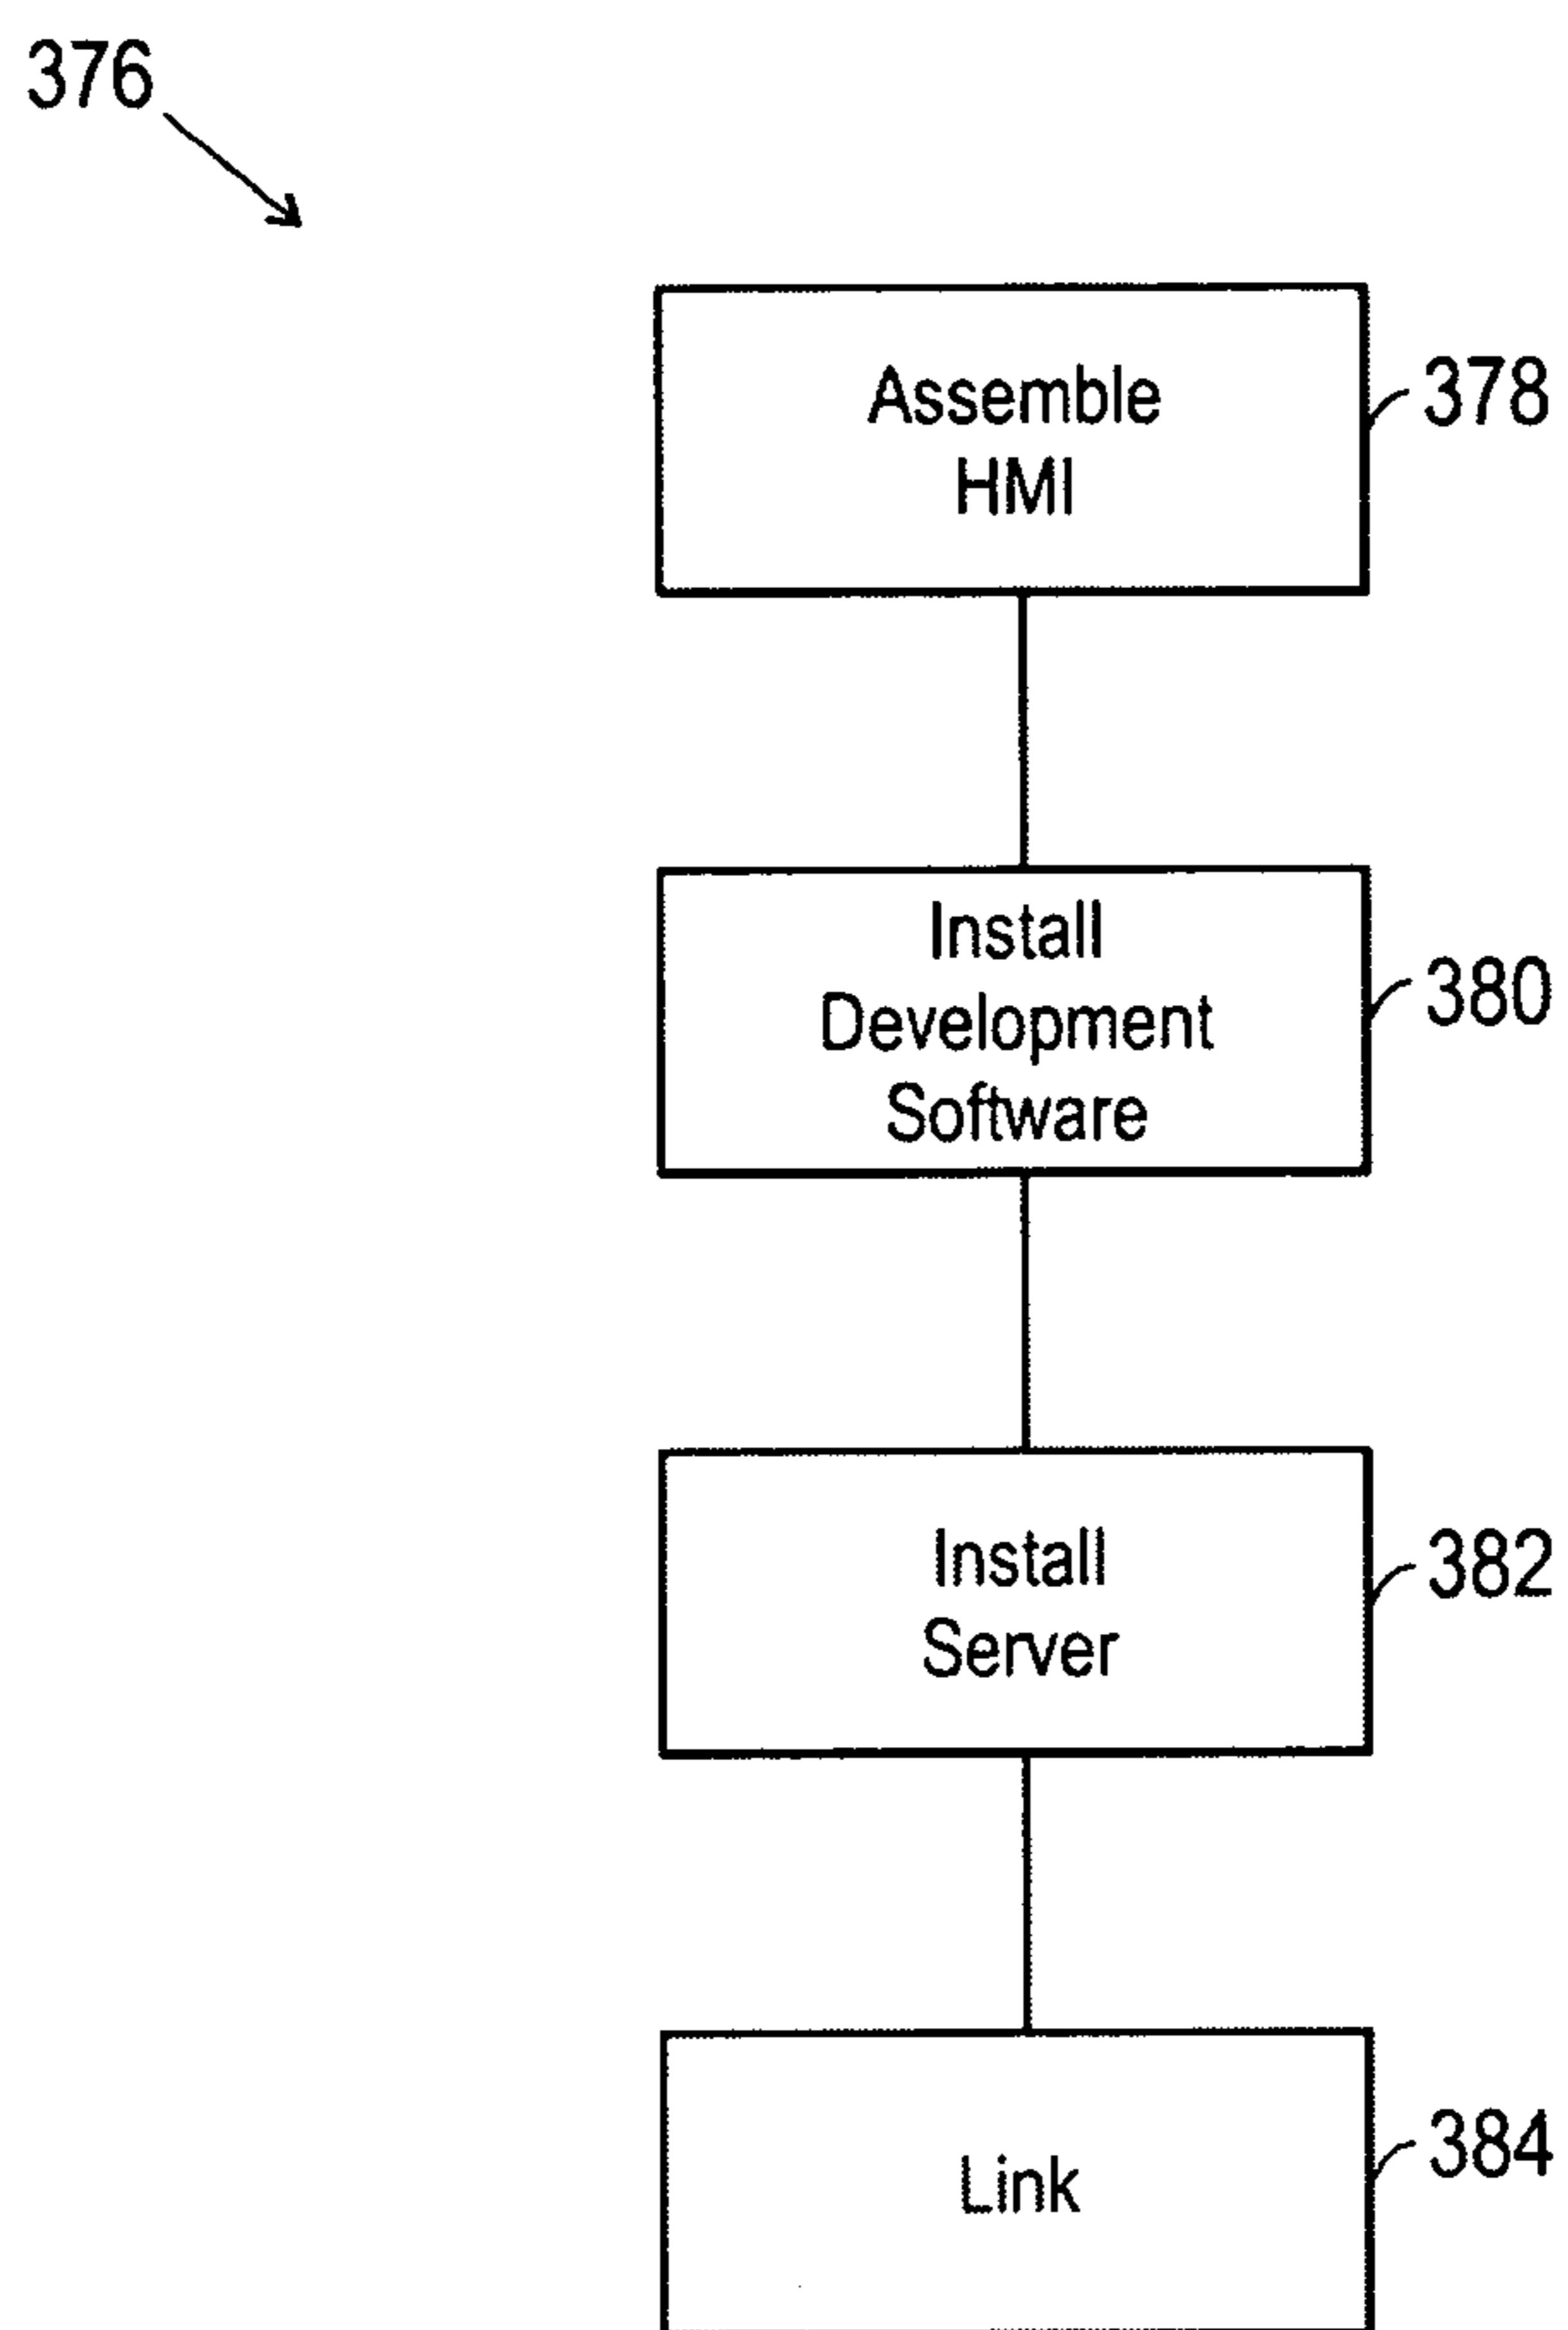 376
Assemble
HMI
378
Install
Development
Software
380
Install
Server
382
Link
384